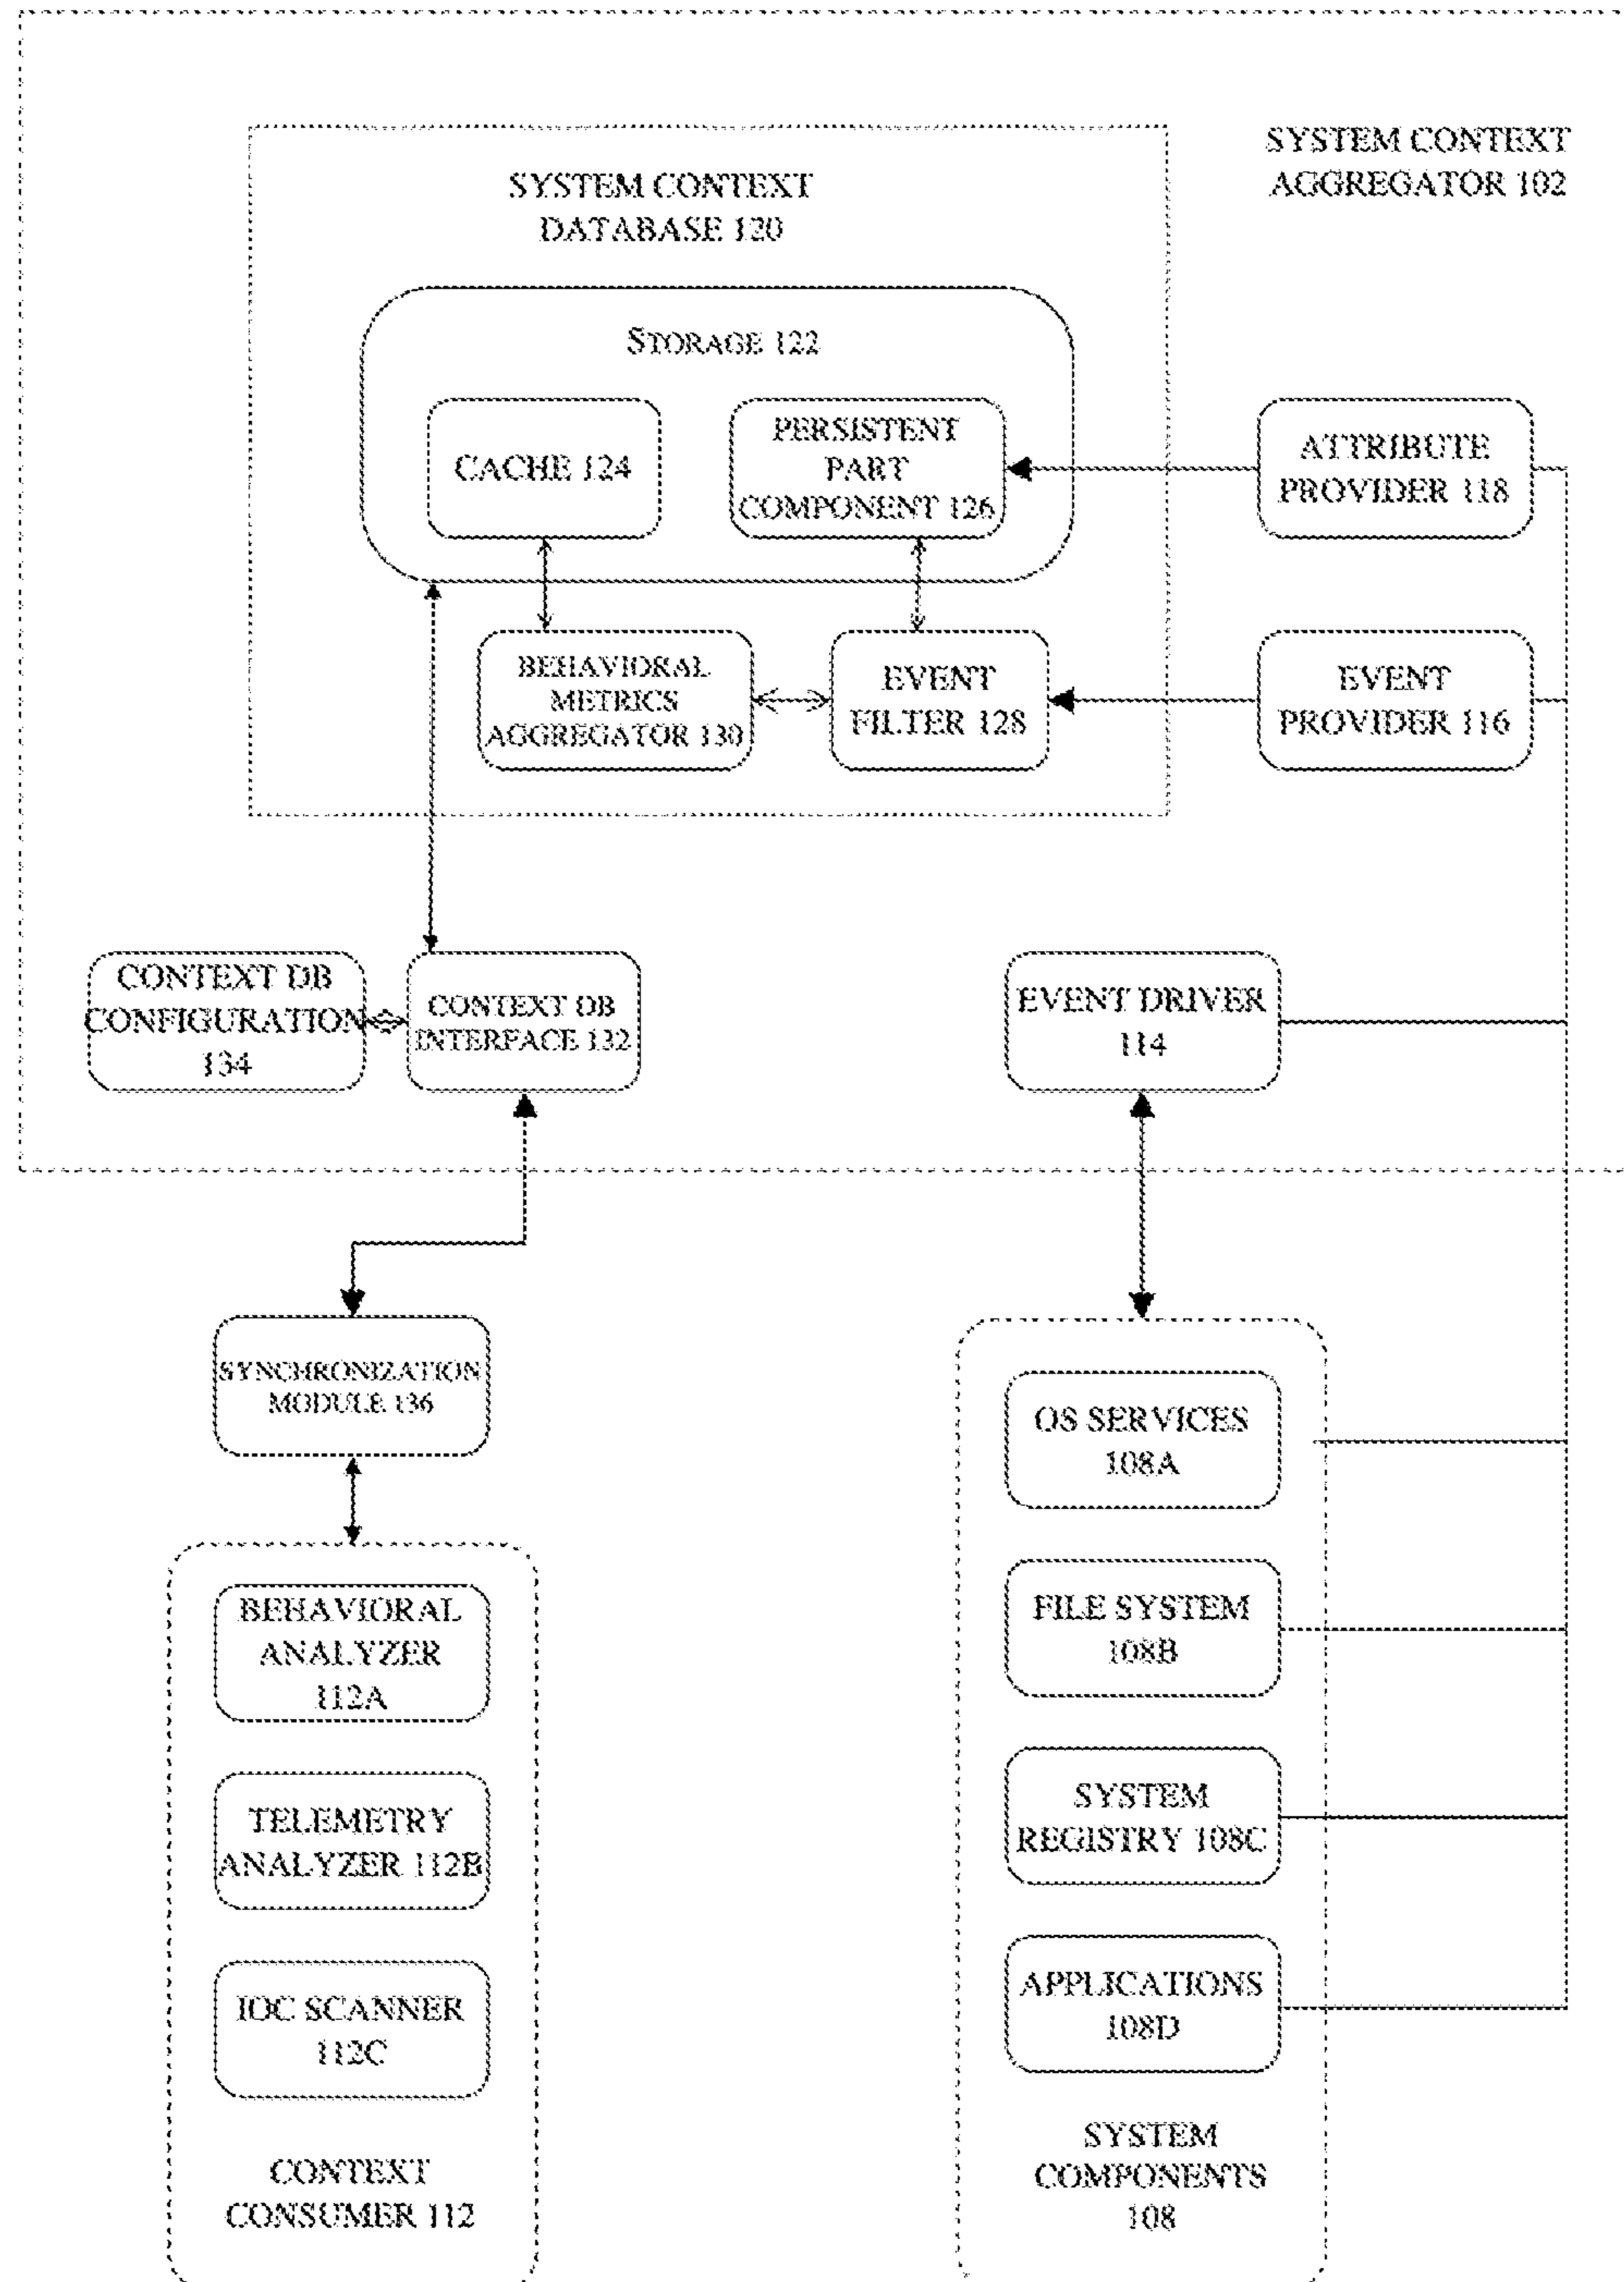 SYSTEM CONTEXT
AGGREGATOR 102
SYSTEM CONTEXT
DATABASE 120
STORAGE 122
CACHE 124
PERSISTENT
PART
COMPONENT 126
ATTRIBUTE
PROVIDER 118
BEHAVIORAL
METRICS
AGGREGATOR 130
EVENT
FILTER 128
EVENT
PROVIDER 116
CONTEXT DB
CONFIGURATION
134
CONTEXT DB
INTERFACE 132
EVENT DRIVER
114
SYNCHRONIZATION
MODULE 136
OS SERVICES
108A
BEHAVIORAL
ANALYZER
112A
FILE SYSTEM
108B
TELEMETRY
ANALYZER 112B
SYSTEM
REGISTRY 108C
IOC SCANNER
112C
APPLICATIONS
108D
CONTEXT
CONSUMER 112
SYSTEM
COMPONENTS
108